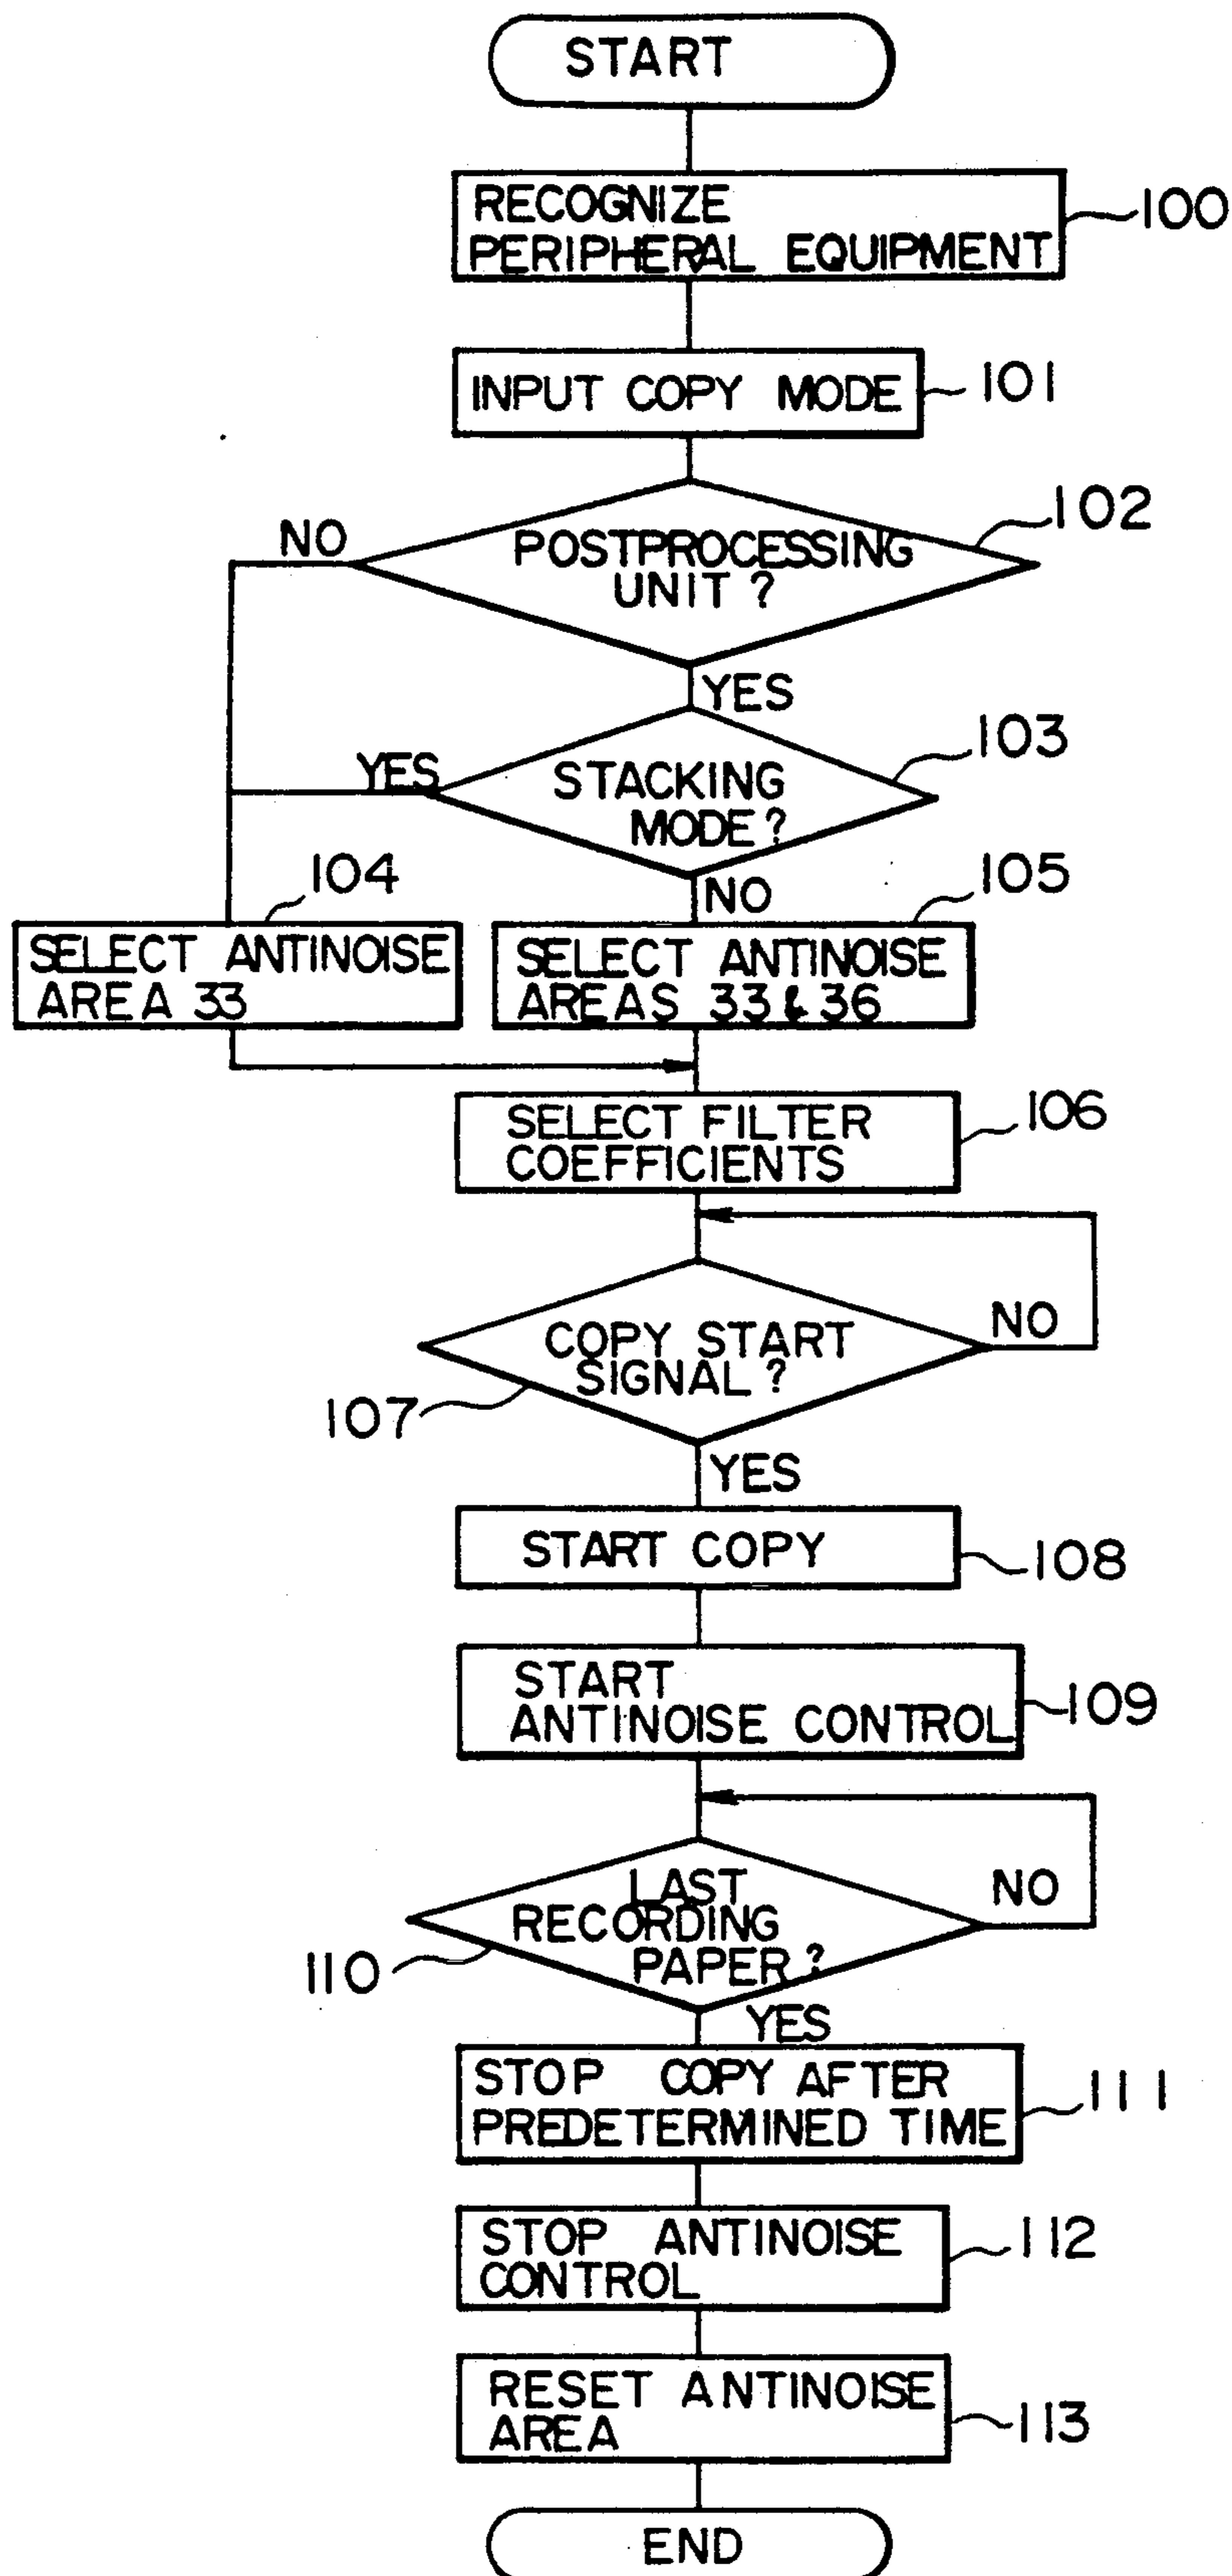 START
RECOGNIZE
PERIPHERAL EQUIPMENT
100
INPUT COPY MODE
101
102
NO
POSTPROCESSING
UNIT ?
YES
103
YES
STACKING
MODE ?
104
NO
105
SELECT ANTINOISE
AREA 33
SELECT ANTINOISE
AREAS 33 & 36
SELECT FILTER
COEFFICIENTS
106
COPY START
SIGNAL ?
NO
107
YES
START COPY
108
START
ANTINOISE CONTROL
109
LAST
RECORDING
PAPER ?
NO
110
YES
STOP COPY AFTER
PREDETERMINED TIME
111
STOP ANTINOISE
CONTROL
112
RESET ANTINOISE
AREA
113
END